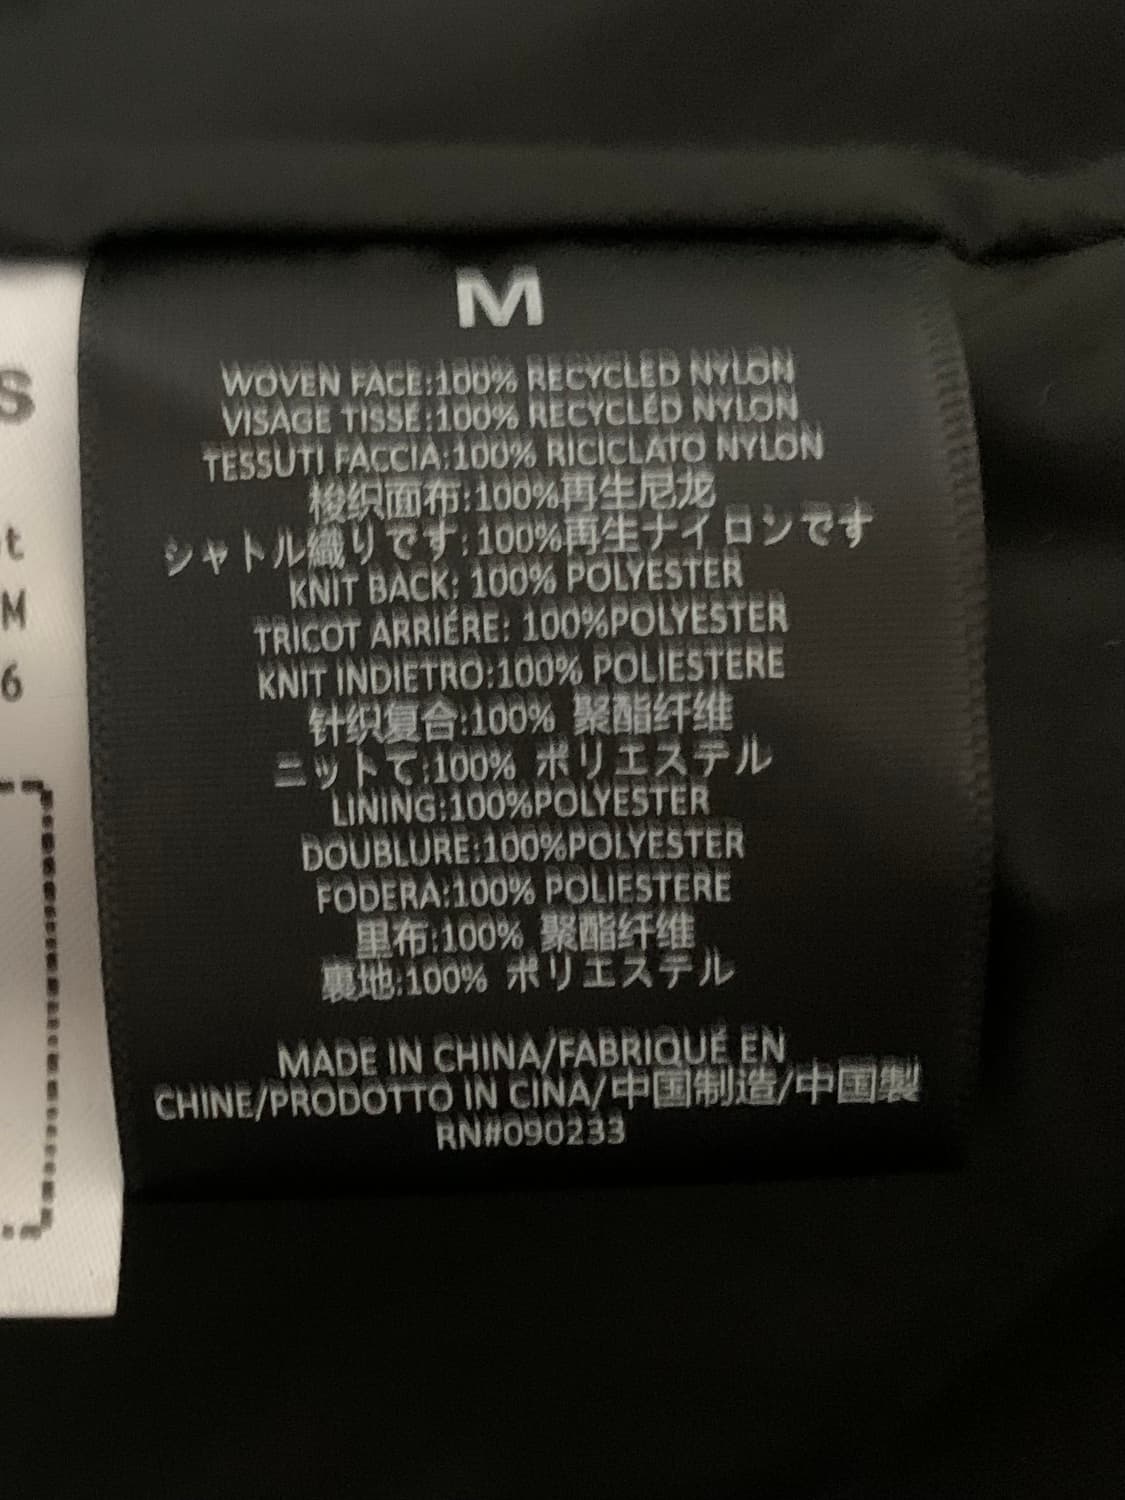 M
WOVEN FACE:100% RECYCLED NYLON
VISAGE TISSÉ:100% RECYCLÉD NYLON
TESSUTI FACCIA:100% RICICLATO NYLON
梭织面布:100%再生尼龙
シャトル織りです:100%再生ナイロンです
KNIT BACK: 100% POLYESTER
TRICOT ARRIÉRE: 100%POLYESTER
KNIT INDIETRO:100% POLIESTERE
针织复合:100% 聚酯纤维
ニットて:100% ポリエステル
LINING:100%POLYESTER
DOUBLURE:100%POLYESTER
FODERA:100% POLIESTERE
里布:100% 聚酯纤维
裏地:100% ポリエステル
MADE IN CHINA/FABRIQUÉ EN
CHINE/PRODOTTO IN CINA/中国制造/中国製
RN#090233
S
t
M
6